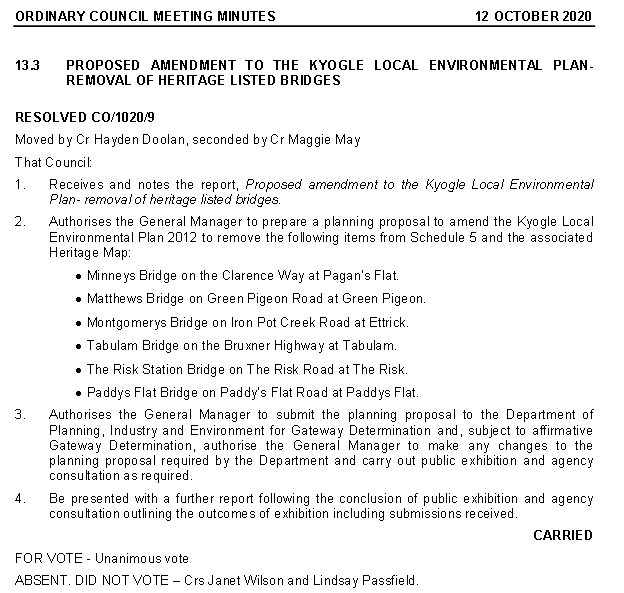 ORDINARY COUNCIL MEETING MINUTES 12 OCTOBER 2020
13.3 PROPOSED AMENDMENT TO THE KYOGLE LOCAL ENVIRONMENTAL PLAN-
REMOVAL OF HERITAGE LISTED BRIDGES
RESOLVED CO/1020/9
Moved by Cr Hayden Doolan, seconded by Cr Maggie May
That Council:
1. Receives and notes the report, Proposed amendment to the Kyogle Local Environmental
Plan- removal of heritage listed bridges.
2. Authorises the General Manager to prepare a planning proposal to amend the Kyogle Local
Environmental Plan 2012 to remove the following items from Schedule 5 and the associated
Heritage Map:
• Minneys Bridge on the Clarence Way at Pagan's Flat.
• Matthews Bridge on Green Pigeon Road at Green Pigeon.
• Montgomerys Bridge on Iron Pot Creek Road at Ettrick.
• Tabulam Bridge on the Bruxner Highway at Tabulam.
• The Risk Station Bridge on The Risk Road at The Risk.
• Paddys Flat Bridge on Paddy's Flat Road at Paddys Flat.
3. Authorises the General Manager to submit the planning proposal to the Department of
Planning, Industry and Environment for Gateway Determination and, subject to affirmative
Gateway Determination, authorise the General Manager to make any changes to the
planning proposal required by the Department and carry out public exhibition and agency
consultation as required.
4. Be presented with a further report following the conclusion of public exhibition and agency
consultation outlining the outcomes of exhibition including submissions received.
CARRIED
FOR VOTE - Unanimous vote
ABSENT. DID NOT VOTE – Crs Janet Wilson and Lindsay Passfield.